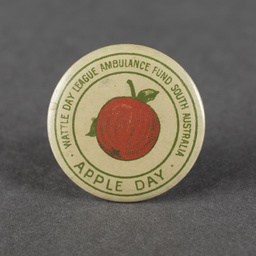 WATTLE DAY LEAGUE AMBULANCE FUND SOUTH AUSTRALIA
· APPLE DAY ·